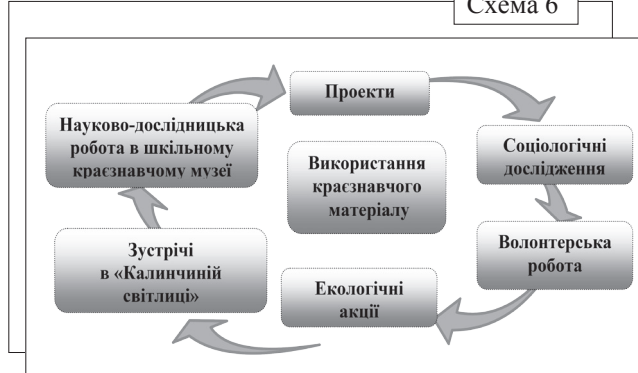 Схема 6
Проекти
Науково-дослідницька
робота в шкільному
краєзнавчому музеї
Соціологічні
дослідження
Використання
краєзнавчого
матеріалу
Волонтерська
робота
Зустрічі
в «Калинчиній
світлиці»
Екологічні
акції